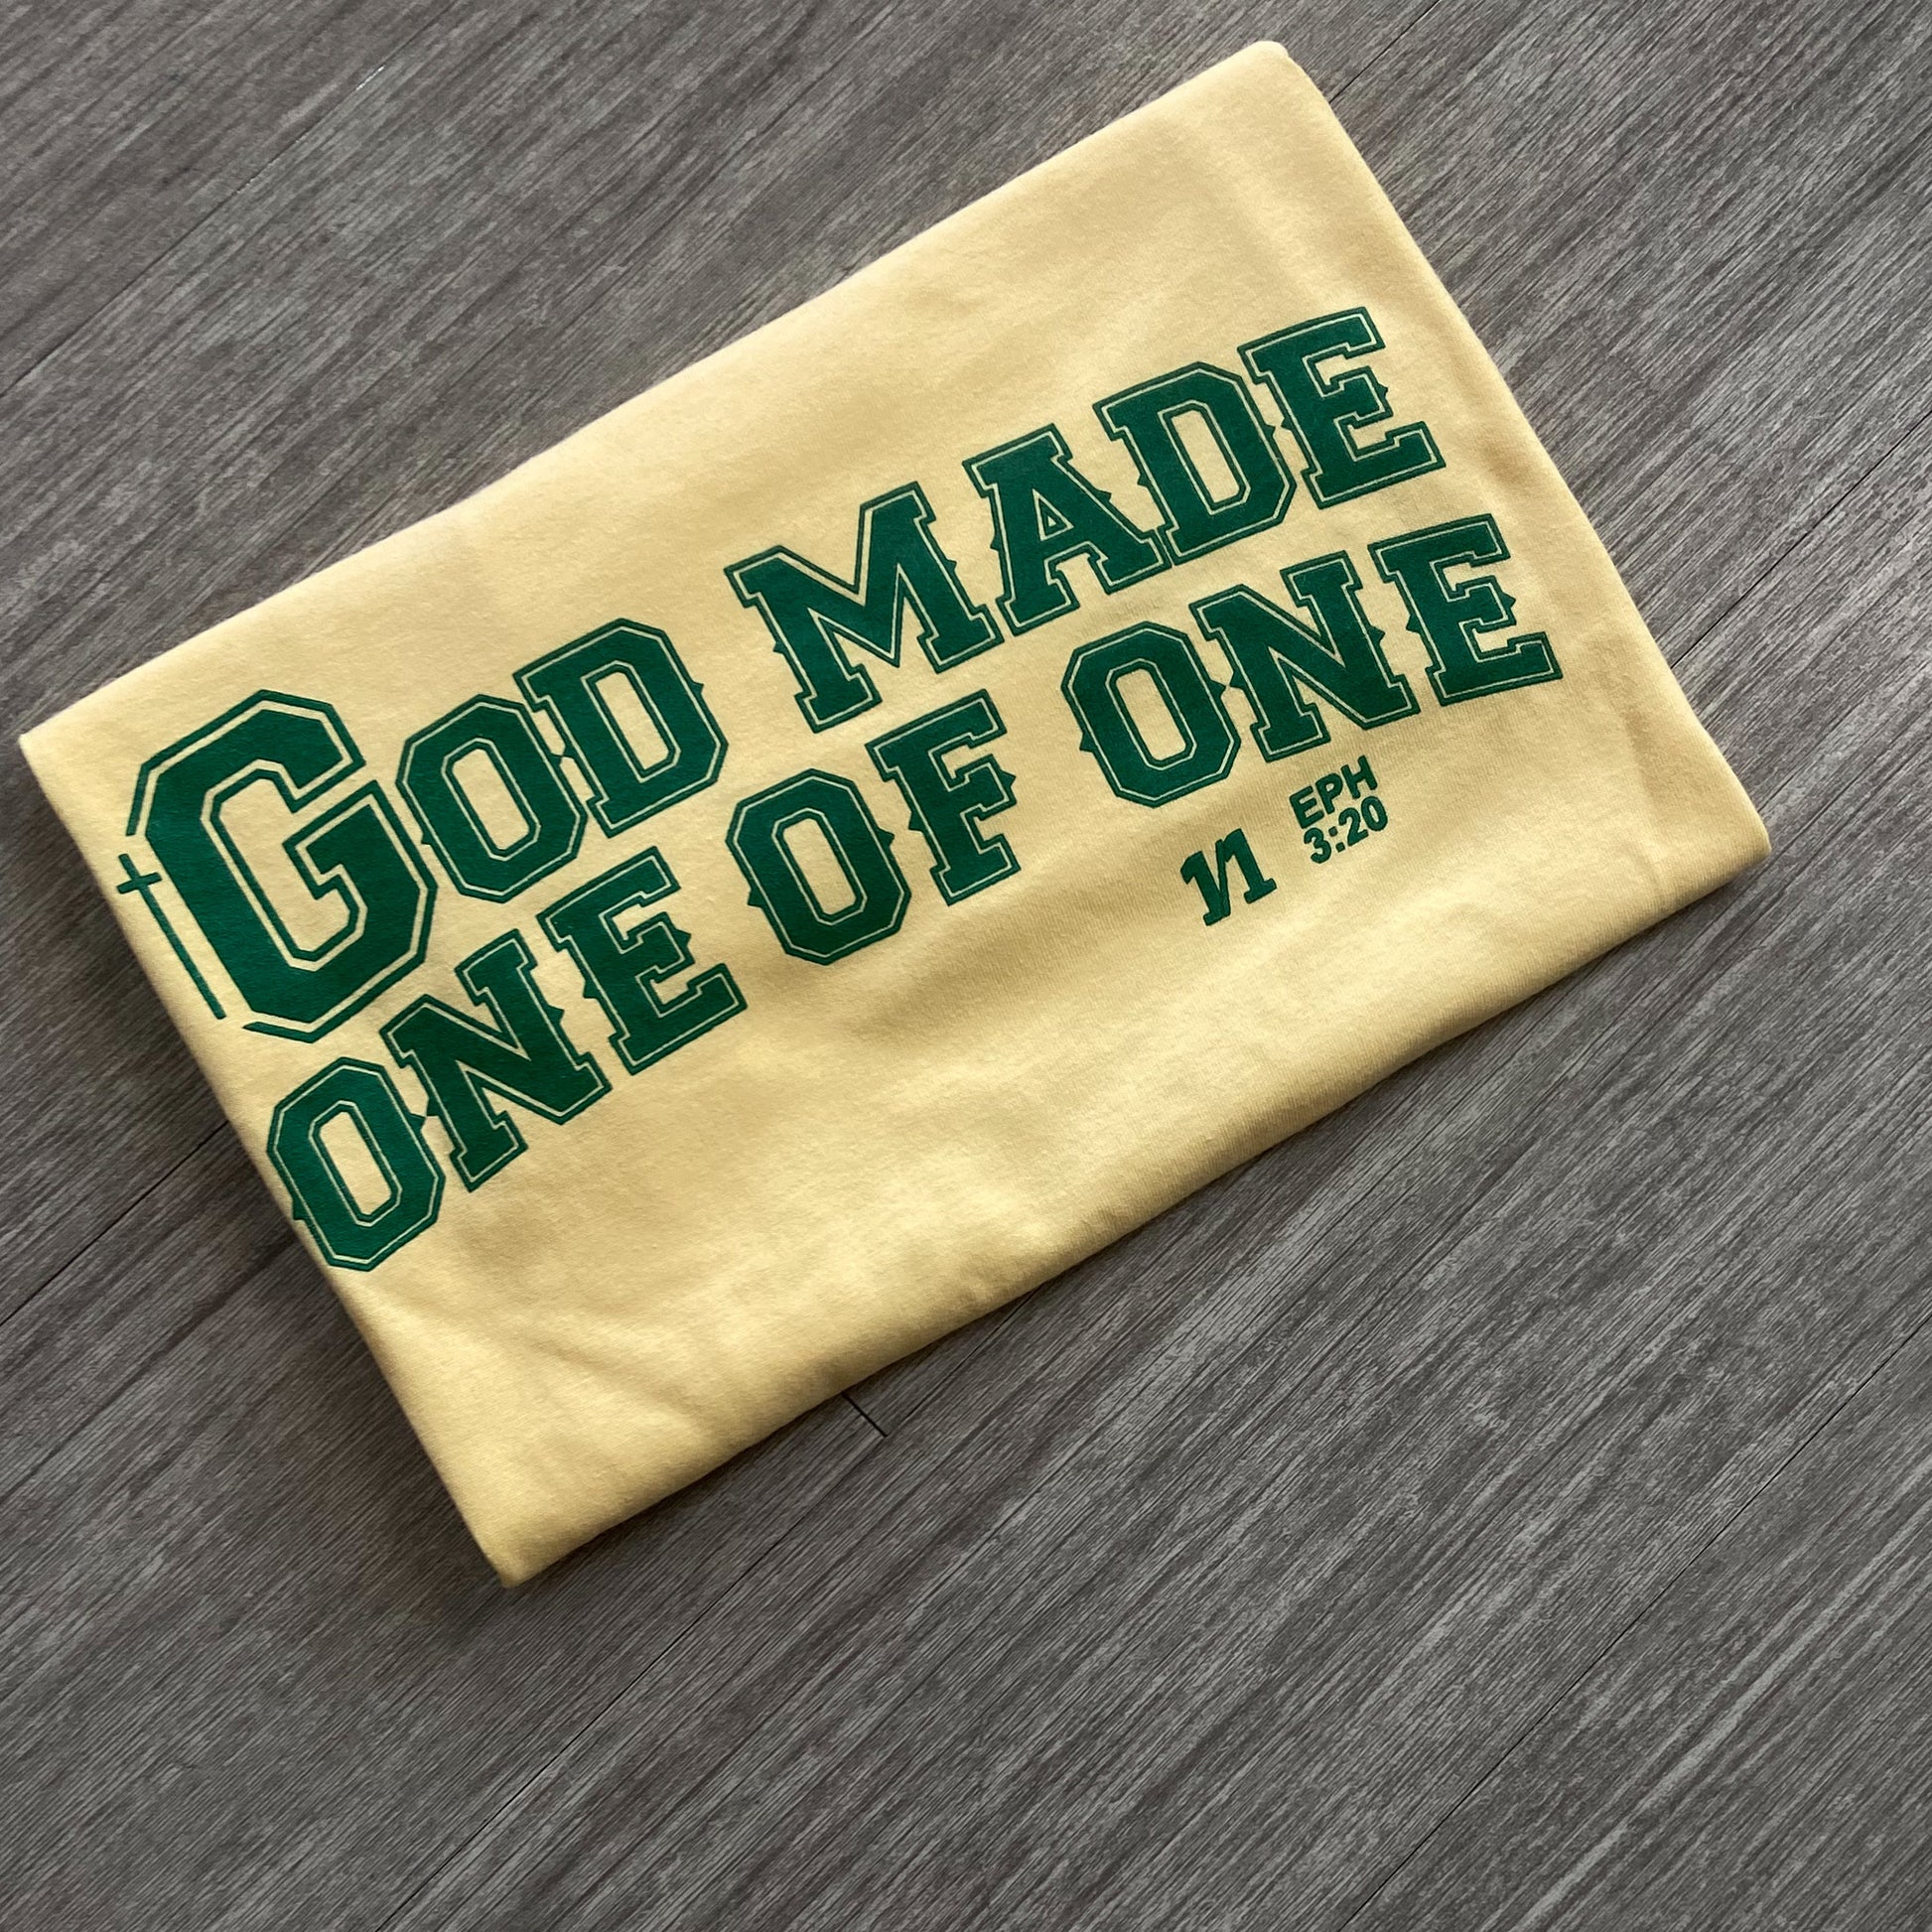 GOD MADE
ONE OF ONE
1/1 EPH
3:20